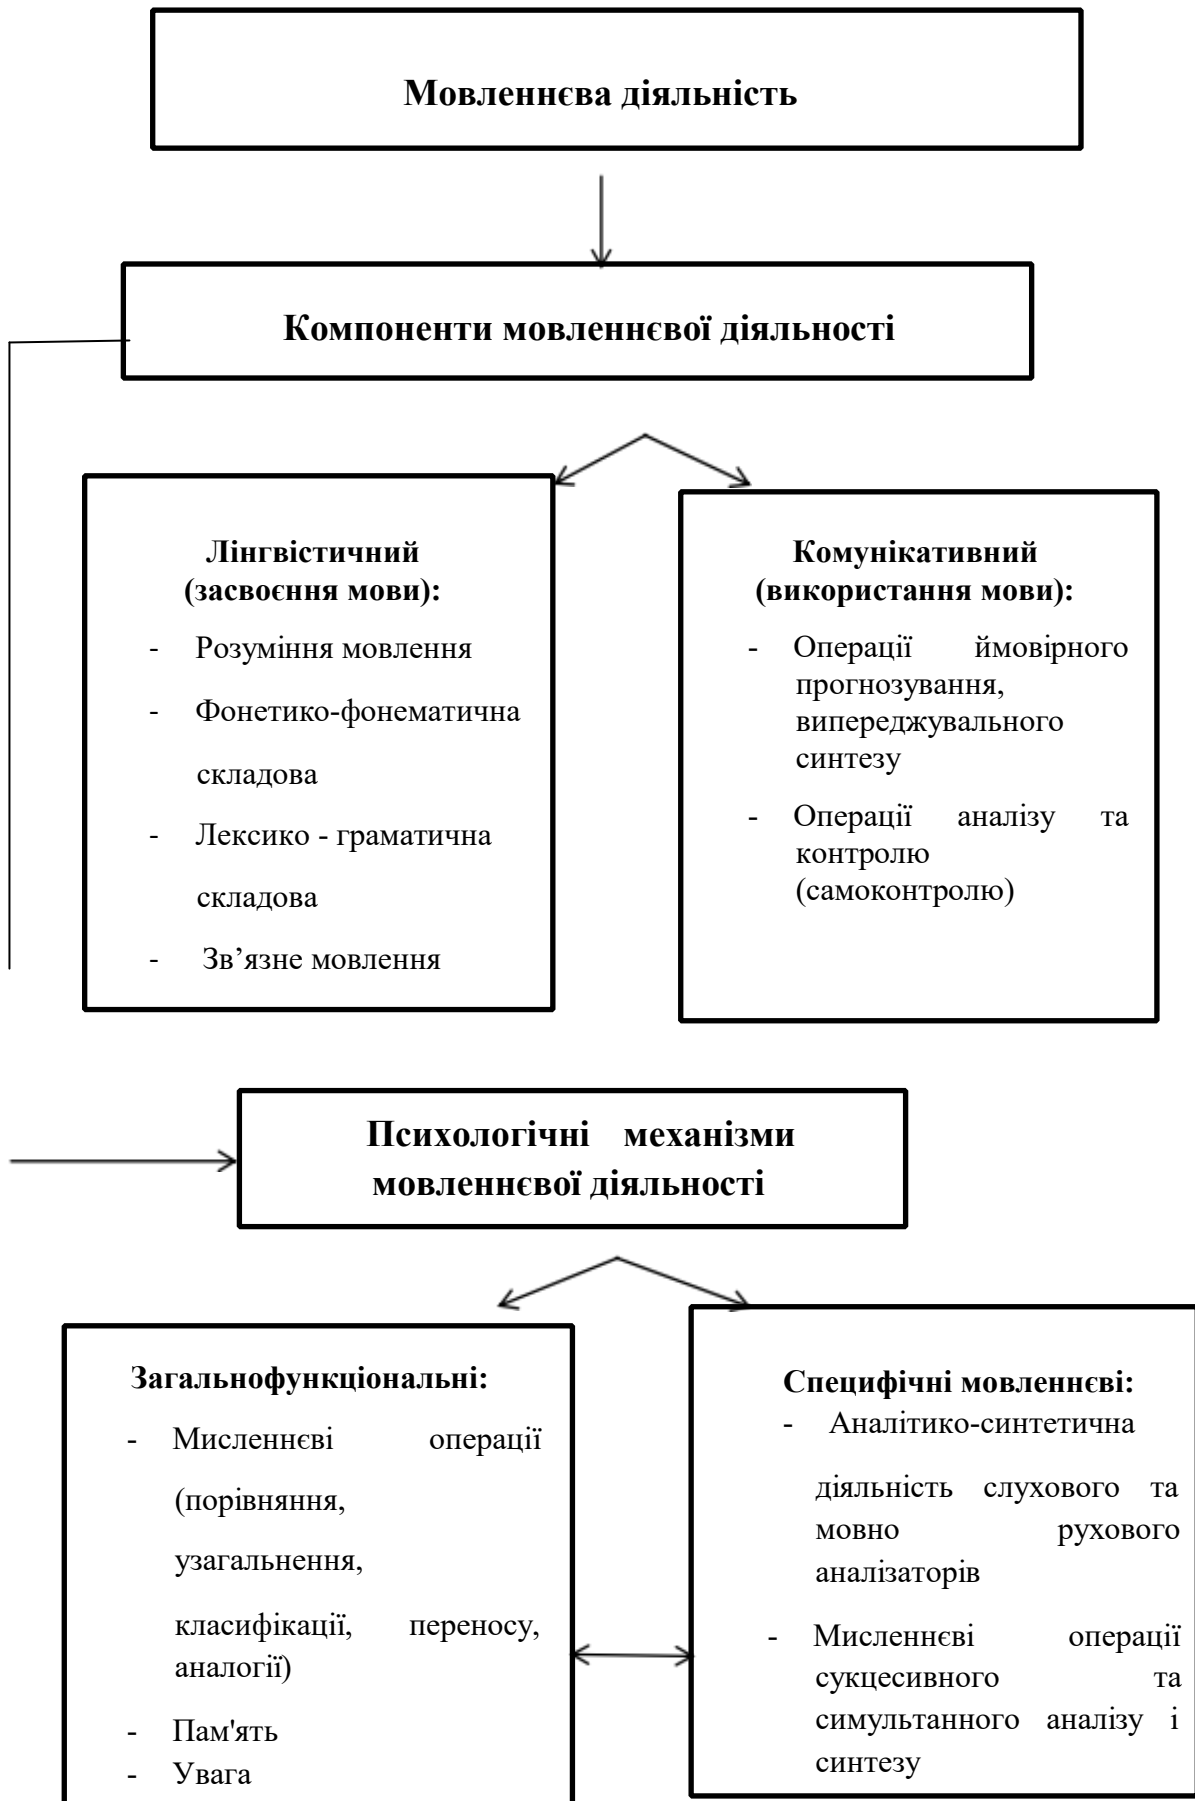 Мовленнєва діяльність
Компоненти мовленнєвої діяльності
Лінгвістичний
(засвоєння мови):
- Розуміння мовлення
- Фонетико-фонематична
складова
- Лексико - граматична
складова
- Зв’язне мовлення
Комунікативний
(використання мови):
- Операції ймовірного
прогнозування,
випереджувального
синтезу
- Операції аналізу та
контролю
(самоконтролю)
Психологічні механізми
мовленнєвої діяльності
Загальнофункціональні:
- Мисленнєві операції
(порівняння,
узагальнення,
класифікації, переносу,
аналогії)
- Пам'ять
- Увага
Специфічні мовленнєві:
- Аналітико-синтетична
діяльність слухового та
мовно рухового
аналізаторів
- Мисленнєві операції
сукцесивного та
симультанного аналізу і
синтезу